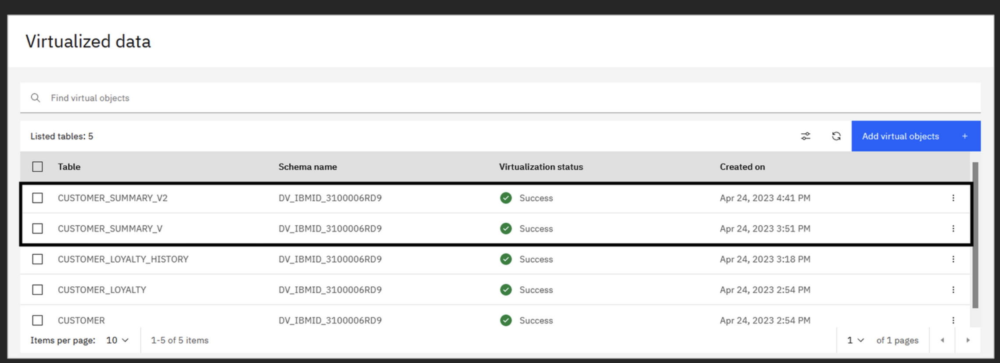 Virtualized data
Find virtual objects
Listed tables: 5
Add virtual objects +
Table Schema name Virtualization status Created on
CUSTOMER_SUMMARY_V2 DV_IBMID_3100006RD9 Success Apr 24, 2023 4:41 PM
CUSTOMER_SUMMARY_V DV_IBMID_3100006RD9 Success Apr 24, 2023 3:51 PM
CUSTOMER_LOYALTY_HISTORY DV_IBMID_3100006RD9 Success Apr 24, 2023 3:18 PM
CUSTOMER_LOYALTY DV_IBMID_3100006RD9 Success Apr 24, 2023 2:54 PM
CUSTOMER DV_IBMID_3100006RD9 Success Apr 24, 2023 2:54 PM
Items per page: 10 1-5 of 5 items 1 of 1 pages